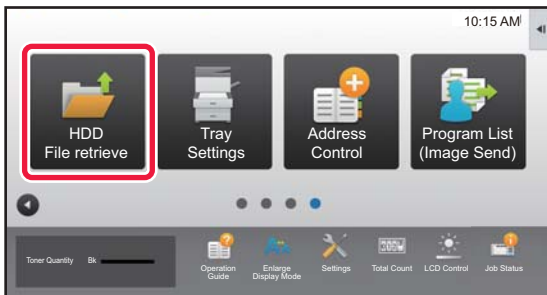 10:15 AM
HDD
File retrieve
Tray
Settings
Address
Control
Program List
(Image Send)
Toner Quantity Bk
Operation
Guide
Enlarge
Display Mode
Settings
Total Count
LCD Control
Job Status